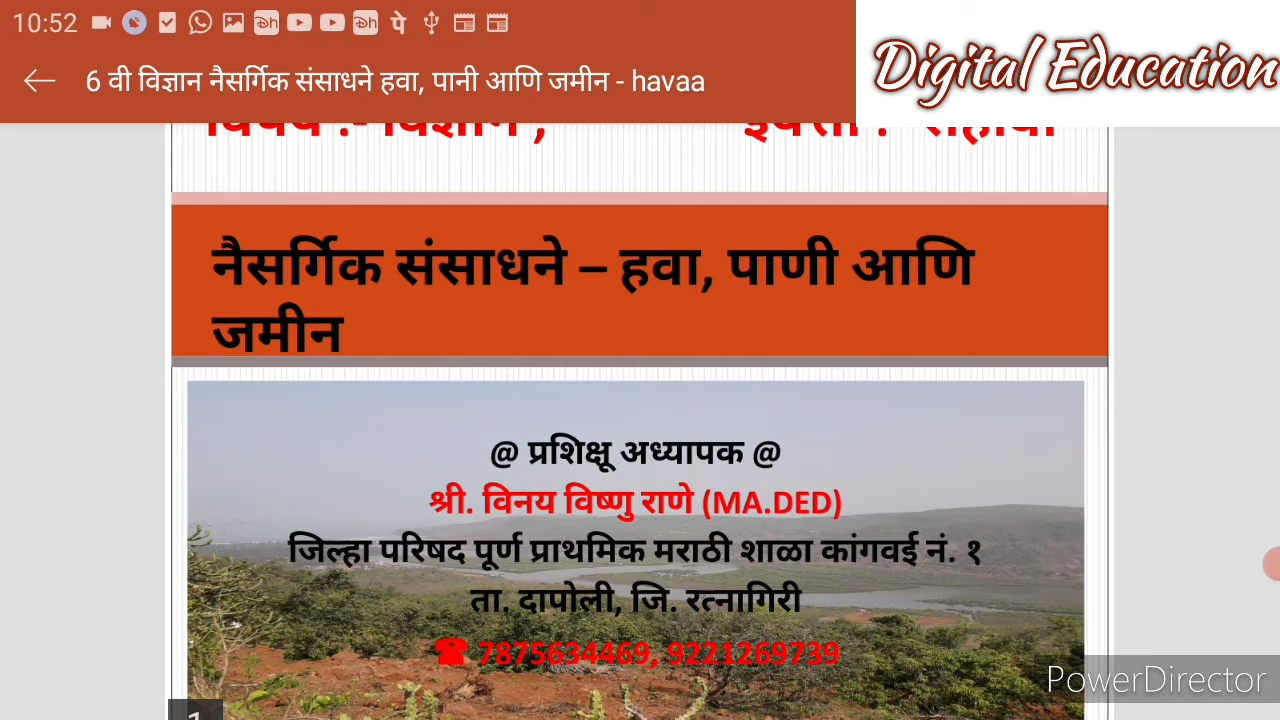 10:52
Digital Education
6 वी विज्ञान नैसर्गिक संसाधने हवा, पानी आणि जमीन - havaa
नैसर्गिक संसाधने – हवा, पाणी आणि
जमीन
@ प्रशिक्षू अध्यापक @
श्री. विनय विष्णु राणे (MA.DED)
जिल्हा परिषद पूर्ण प्राथमिक मराठी शाळा कांगवई नं. १
ता. दापोली, जि. रत्नागिरी
☎ 7875634469, 9221269739
PowerDirector